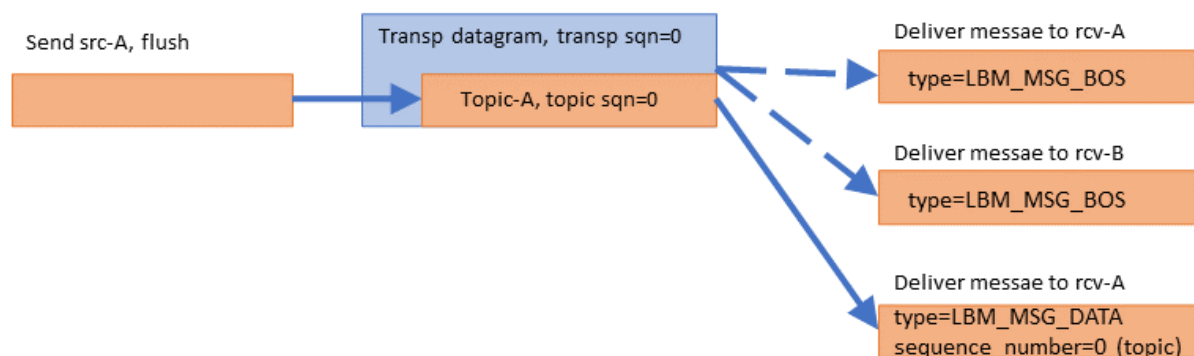 Send src-A, flush
Transp datagram, transp sqn=0
Topic-A, topic sqn=0
Deliver messae to rcv-A
type=LBM_MSG_BOS
Deliver messae to rcv-B
type=LBM_MSG_BOS
Deliver messae to rcv-A
type=LBM_MSG_DATA
sequence_number=0 (topic)